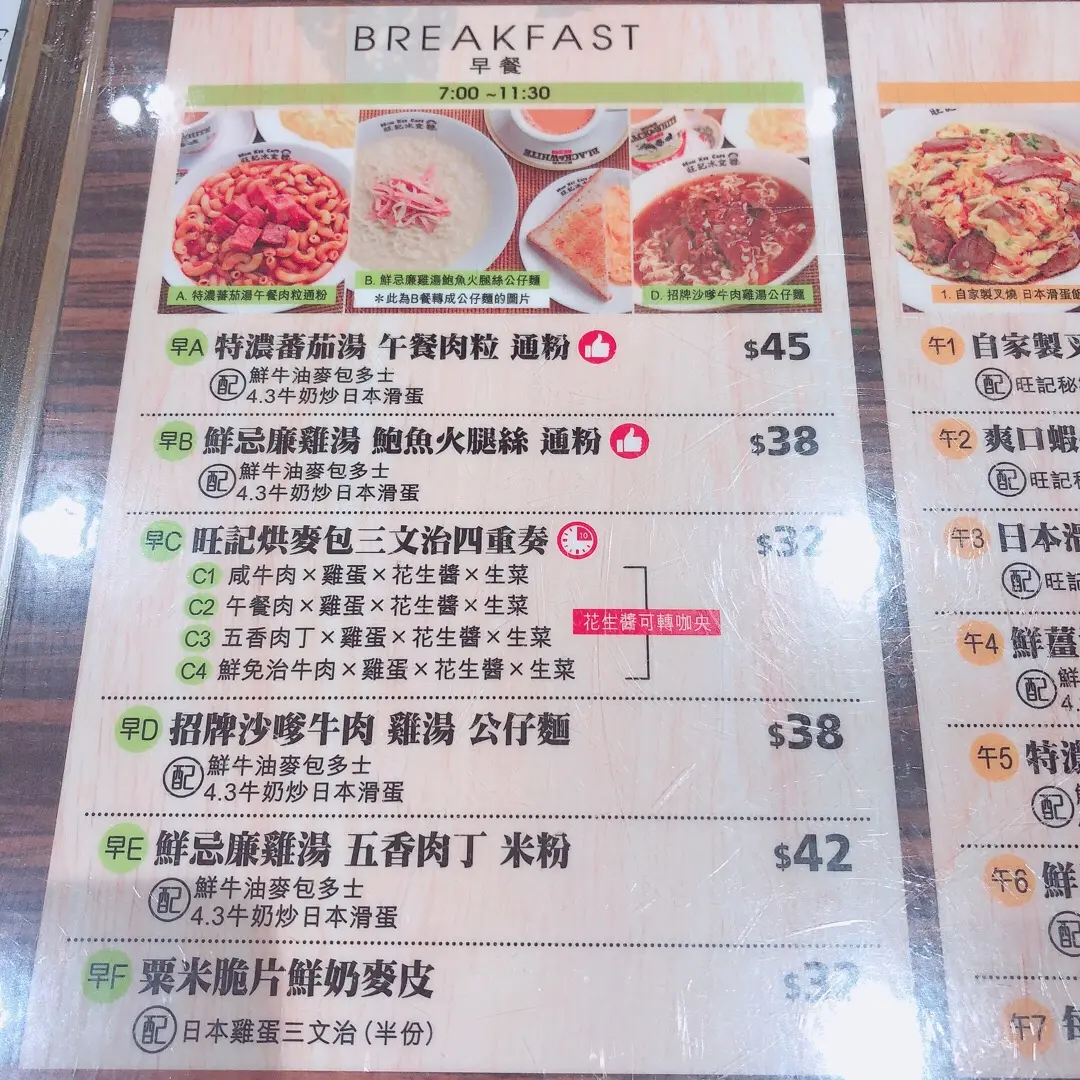 BREAKFAST
早餐
7:00 ~11:30
A. 特濃蕃茄湯午餐肉粒通粉
B. 鮮忌廉雞湯鮑魚火腿絲公仔麵
＊此為B餐轉成公仔麵的圖片
D. 招牌沙嗲牛肉雞湯公仔麵
BLACK&WHITE
早A 特濃蕃茄湯 午餐肉粒 通粉 $45
配 鮮牛油麥包多士
4.3牛奶炒日本滑蛋
早B 鮮忌廉雞湯 鮑魚火腿絲 通粉 $38
配 鮮牛油麥包多士
4.3牛奶炒日本滑蛋
早C 旺記烘麥包三文治四重奏 10 $32
C1 咸牛肉×雞蛋×花生醬×生菜
C2 午餐肉×雞蛋×花生醬×生菜
花生醬可轉咖央
C3 五香肉丁×雞蛋×花生醬×生菜
C4 鮮免治牛肉×雞蛋×花生醬×生菜
早D 招牌沙嗲牛肉 雞湯 公仔麵 $38
配 鮮牛油麥包多士
4.3牛奶炒日本滑蛋
早E 鮮忌廉雞湯 五香肉丁 米粉 $42
配 鮮牛油麥包多士
4.3牛奶炒日本滑蛋
早F 粟米脆片鮮奶麥皮 $32
配 日本雞蛋三文治 (半份)
1. 自家製叉燒 日本滑蛋
午1 自家製
配 旺記秘
午2 爽口蝦
配 旺記
午3 日本
配 旺
午4 鮮薑
配 鮮
4.
午5 特濃
配
午6 鮮
配
午7